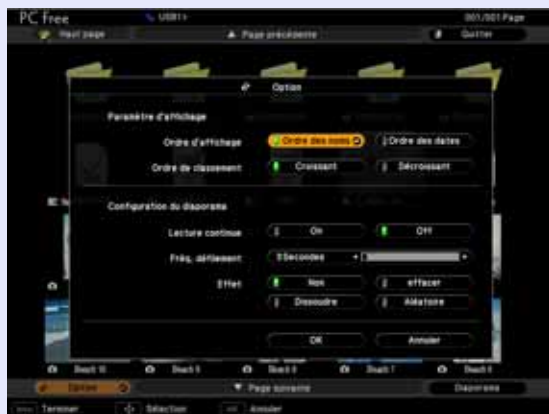 PC Free USB1 001/001 Page
Haut page Page précédente Quitter
Option
Paramètre d'affichage
Ordre d'affichage Ordre des noms Ordre des dates
Ordre de classement Croissant Décroissant
Configuration du diaporama
Lecture continue On Off
Fréq. défilement 3Secondes
Effet Non effacer
Dissoudre Aléatoire
OK Annuler
Option Page suivante Diaporama
Terminer Sélection Annuler